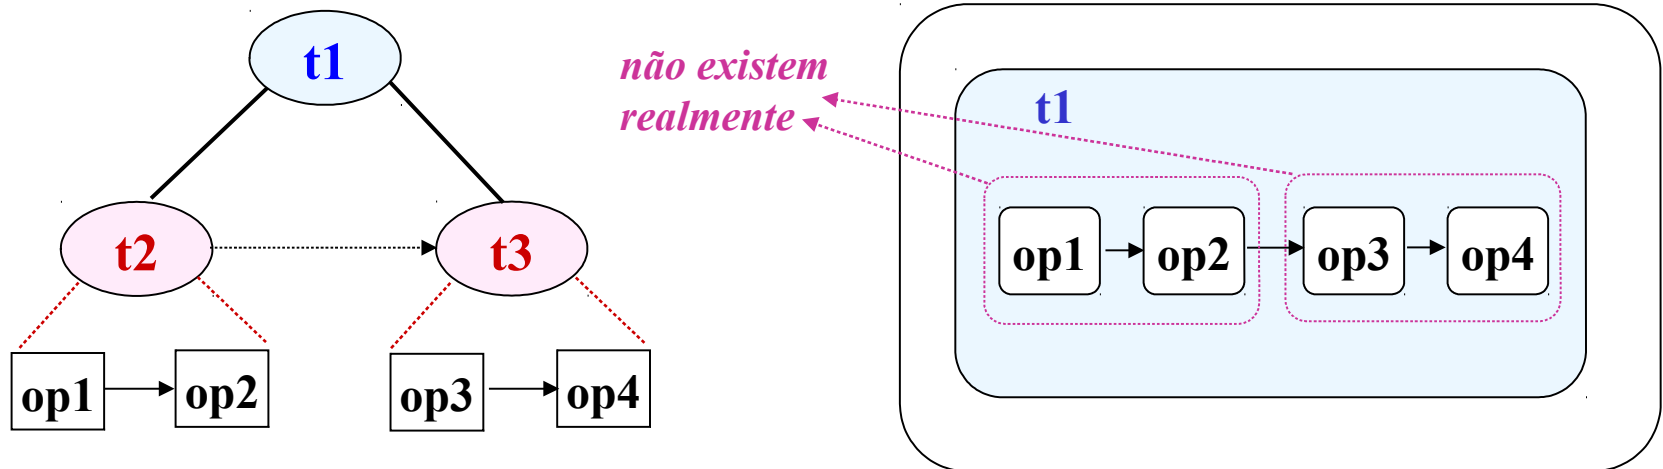 t1
t2
t3
op1
op2
op3
op4
não existem
realmente
t1
op1
op2
op3
op4